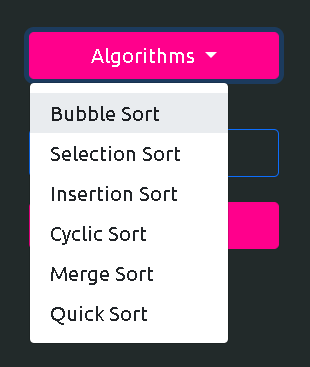 Algorithms
Bubble Sort
Selection Sort
Insertion Sort
Cyclic Sort
Merge Sort
Quick Sort